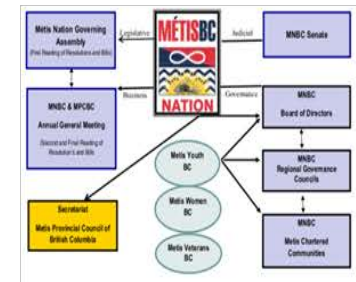 Métis Nation Governing
Assembly
(First Reading of Resolutions and Bills)
Legislative
MÉTISBC
NATION
Judicial
MNBC Senate
MNBC & MPCBC
Annual General Meeting
(Second and Final Reading of
Resolution's and Bills
Business
Governance
MNBC
Board of Directors
Metis Youth
BC
MNBC
Regional Governance
Councils
Metis Women
BC
Secretariat
Metis Provincial Council of
British Columbia
MNBC
Metis Chartered
Communities
Metis Veterans
BC